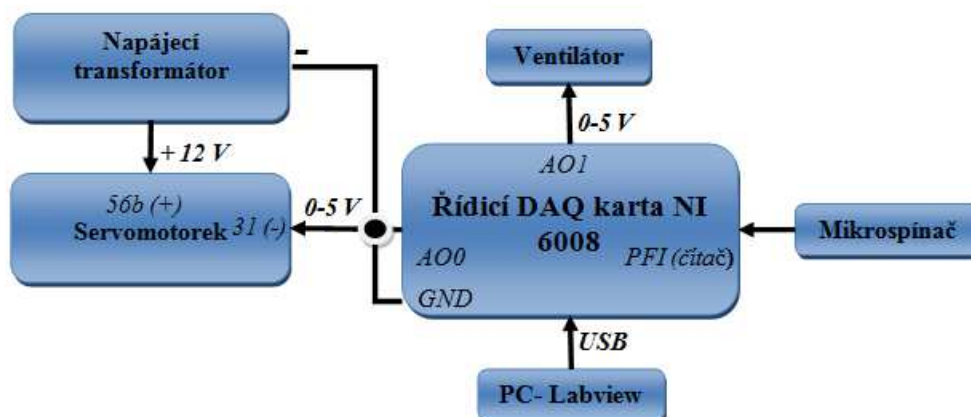 Napájecí
transformátor
-
Ventilátor
0-5 V
+12 V
AO1
56b (+)
Servomotorek 31 (-)
0-5 V
Řídicí DAQ karta NI
6008
AO0
PFI (čítač)
GND
Mikrospínač
USB
PC- Labview